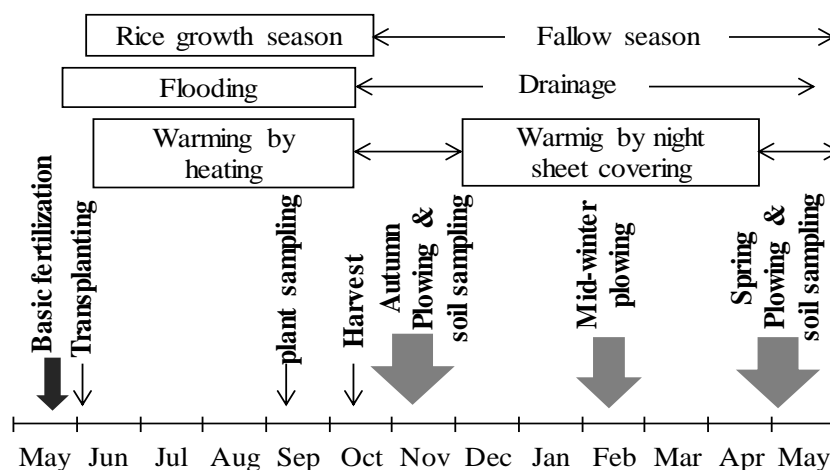 Rice growth season
Fallow season
Flooding
Drainage
Warming by
heating
Warmig by night
sheet covering
Basic fertilization
Transplanting
plant sampling
Harvest
Autumn
Plowing &
soil sampling
Mid-winter
plowing
Spring
Plowing &
soil sampling
May Jun Jul Aug Sep Oct Nov Dec Jan Feb Mar Apr May